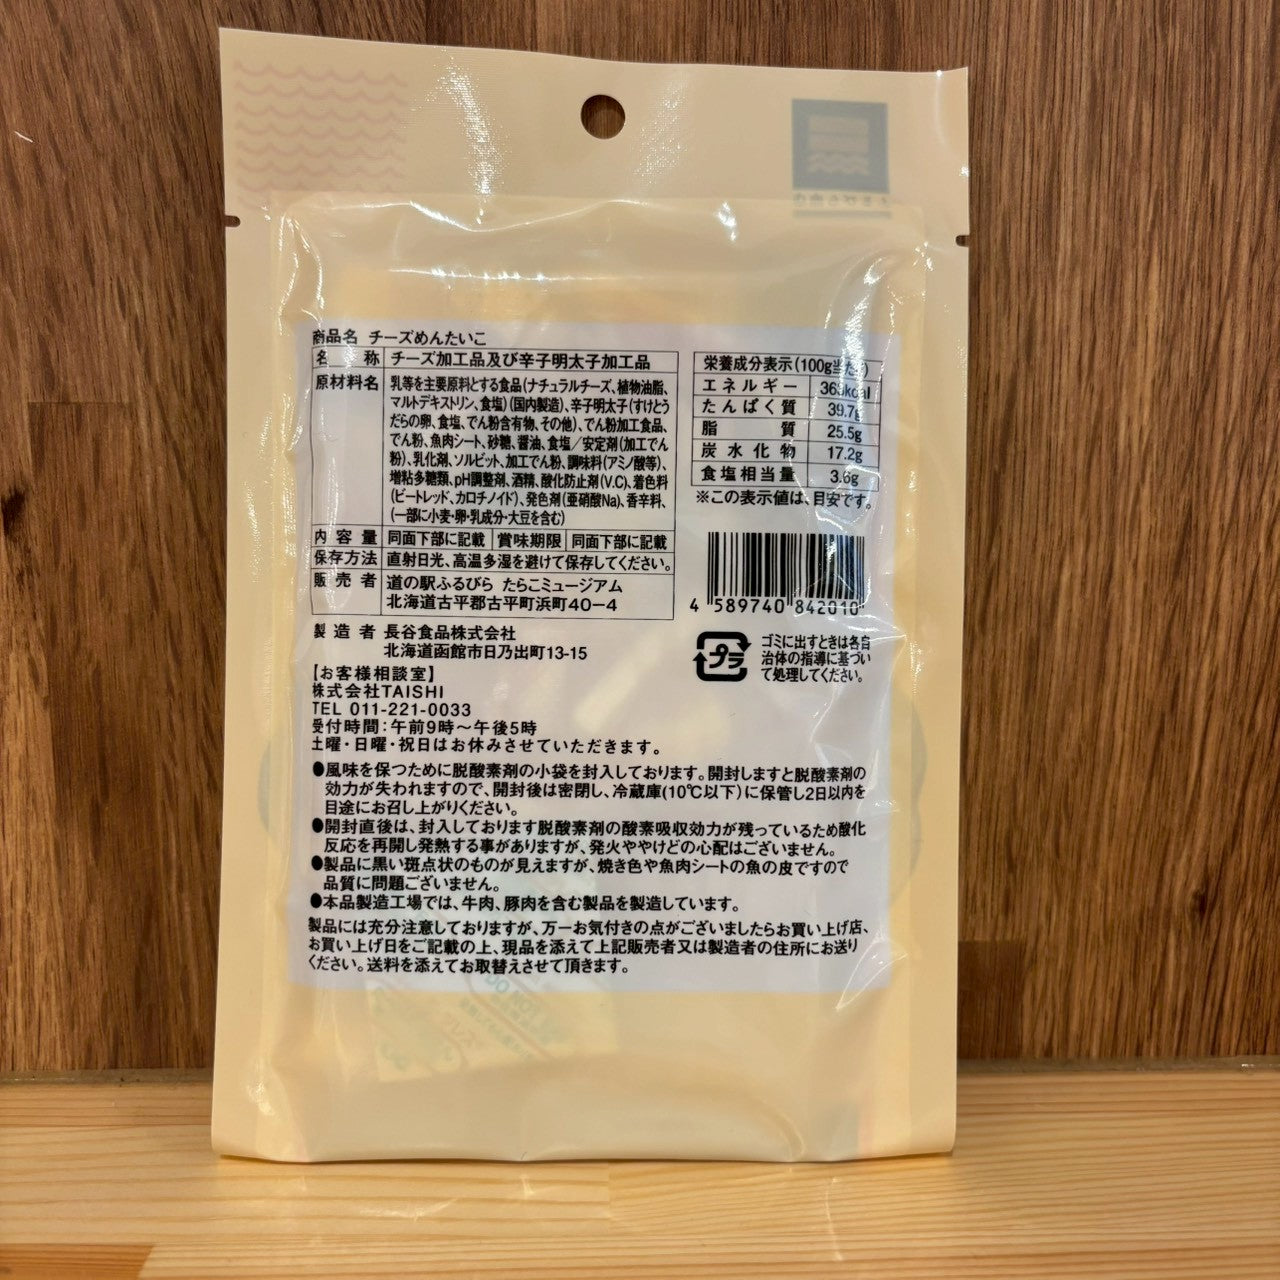 商品名 チーズめんたいこ
名称 チーズ加工品及び辛子明太子加工品
原材料名 乳等を主要原料とする食品(ナチュラルチーズ、植物油脂、
マルトデキストリン、食塩)(国内製造)、辛子明太子(すけとう
だらの卵、食塩、でん粉含有物、その他)、でん粉加工食品、
でん粉、魚肉シート、砂糖、醤油、食塩／安定剤(加工でん
粉)、乳化剤、ソルビット、加工でん粉、調味料(アミノ酸等)、
増粘多糖類、pH調整剤、酒精、酸化防止剤(V.C)、着色料
(ビートレッド、カロチノイド)、発色剤(亜硝酸Na)、香辛料、
(一部に小麦・卵・乳成分・大豆を含む)
内容量 同面下部に記載 賞味期限 同面下部に記載
保存方法 直射日光、高温多湿を避けて保存してください。
販売者 道の駅ふるびら たらこミュージアム
北海道古平郡古平町浜町40-4
製造者 長谷食品株式会社
北海道函館市日乃出町13-15
【お客様相談室】
株式会社TAISHI
TEL 011-221-0033
受付時間：午前9時〜午後5時
土曜・日曜・祝日はお休みさせていただきます。
栄養成分表示(100g当たり)
エネルギー
たんぱく質 39.7g
脂質 25.5g
炭水化物 17.2g
食塩相当量 3.6g
※この表示値は、目安です。
4 589740 842010
プラ
ゴミに出すときは各自
治体の指導に基づい
て処理してください。
●風味を保つために脱酸素剤の小袋を封入しております。開封しますと脱酸素剤の
効力が失われますので、開封後は密閉し、冷蔵庫(10℃以下)に保管し2日以内を
目途にお召し上がりください。
●開封直後は、封入しております脱酸素剤の酸素吸収効力が残っているため酸化
反応を再開し発熱する事がありますが、発火ややけどの心配はございません。
●製品に黒い斑点状のものが見えますが、焼き色や魚肉シートの魚の皮ですので
品質に問題ございません。
●本品製造工場では、牛肉、豚肉を含む製品を製造しています。
製品には充分注意しておりますが、万一お気付きの点がございましたらお買い上げ店、
お買い上げ日をご記載の上、現品を添えて上記販売者又は製造者の住所にお送り
ください。送料を添えてお取替えさせて頂きます。